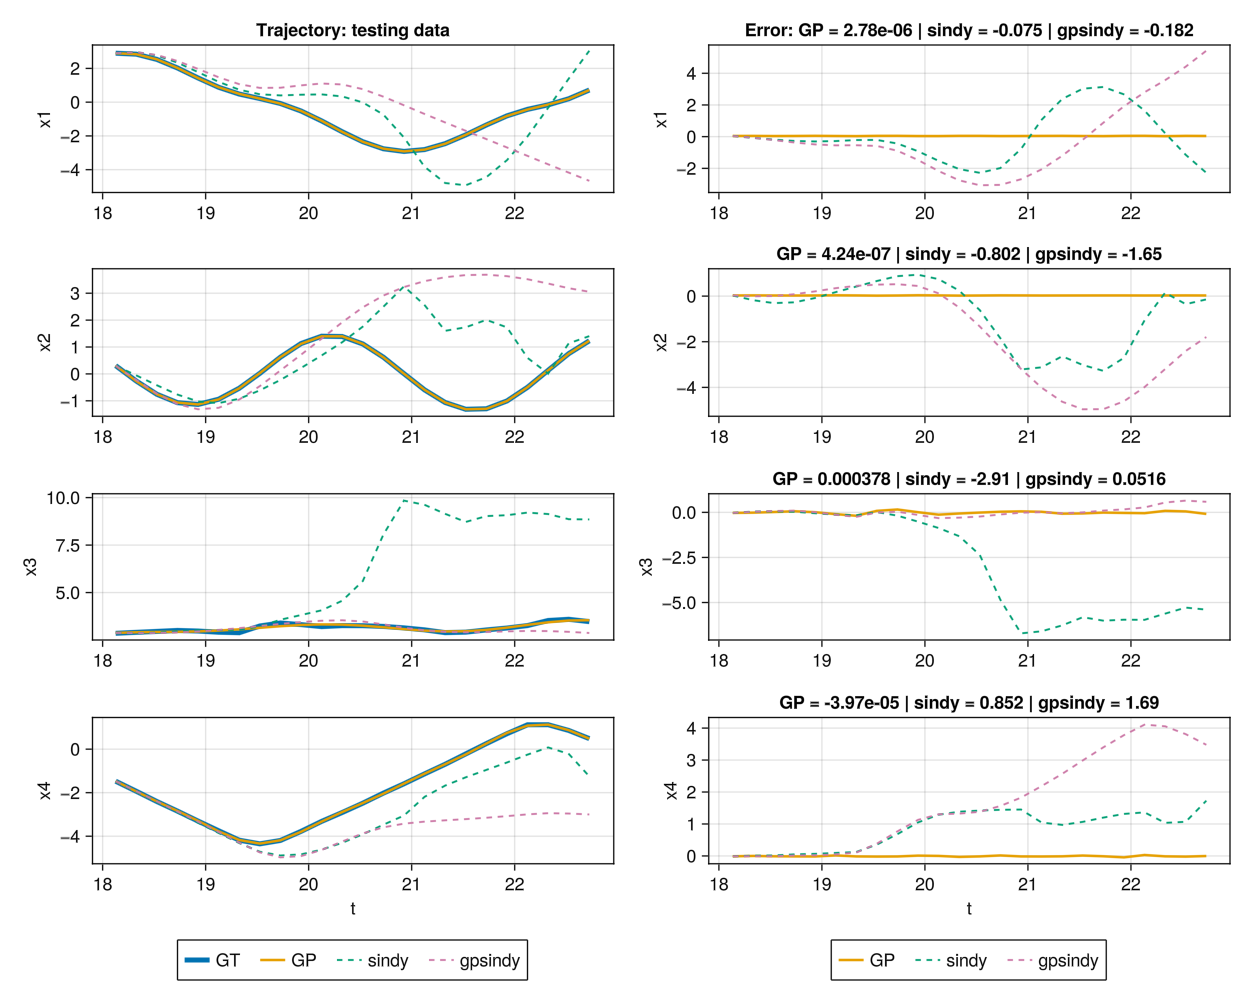 Trajectory: testing data
Error: GP = 2.78e-06 | sindy = -0.075 | gpsindy = -0.182
x1
2
0
−2
−4
18 19 20 21 22
x1
4
2
0
−2
18 19 20 21 22
GP = 4.24e-07 | sindy = -0.802 | gpsindy = -1.65
x2
3
2
1
0
−1
18 19 20 21 22
x2
0
−2
−4
18 19 20 21 22
GP = 0.000378 | sindy = -2.91 | gpsindy = 0.0516
x3
10.0
7.5
5.0
18 19 20 21 22
x3
0.0
−2.5
−5.0
18 19 20 21 22
GP = -3.97e-05 | sindy = 0.852 | gpsindy = 1.69
x4
0
−2
−4
18 19 20 21 22
t
x4
4
3
2
1
0
18 19 20 21 22
t
GT GP sindy gpsindy
GP sindy gpsindy